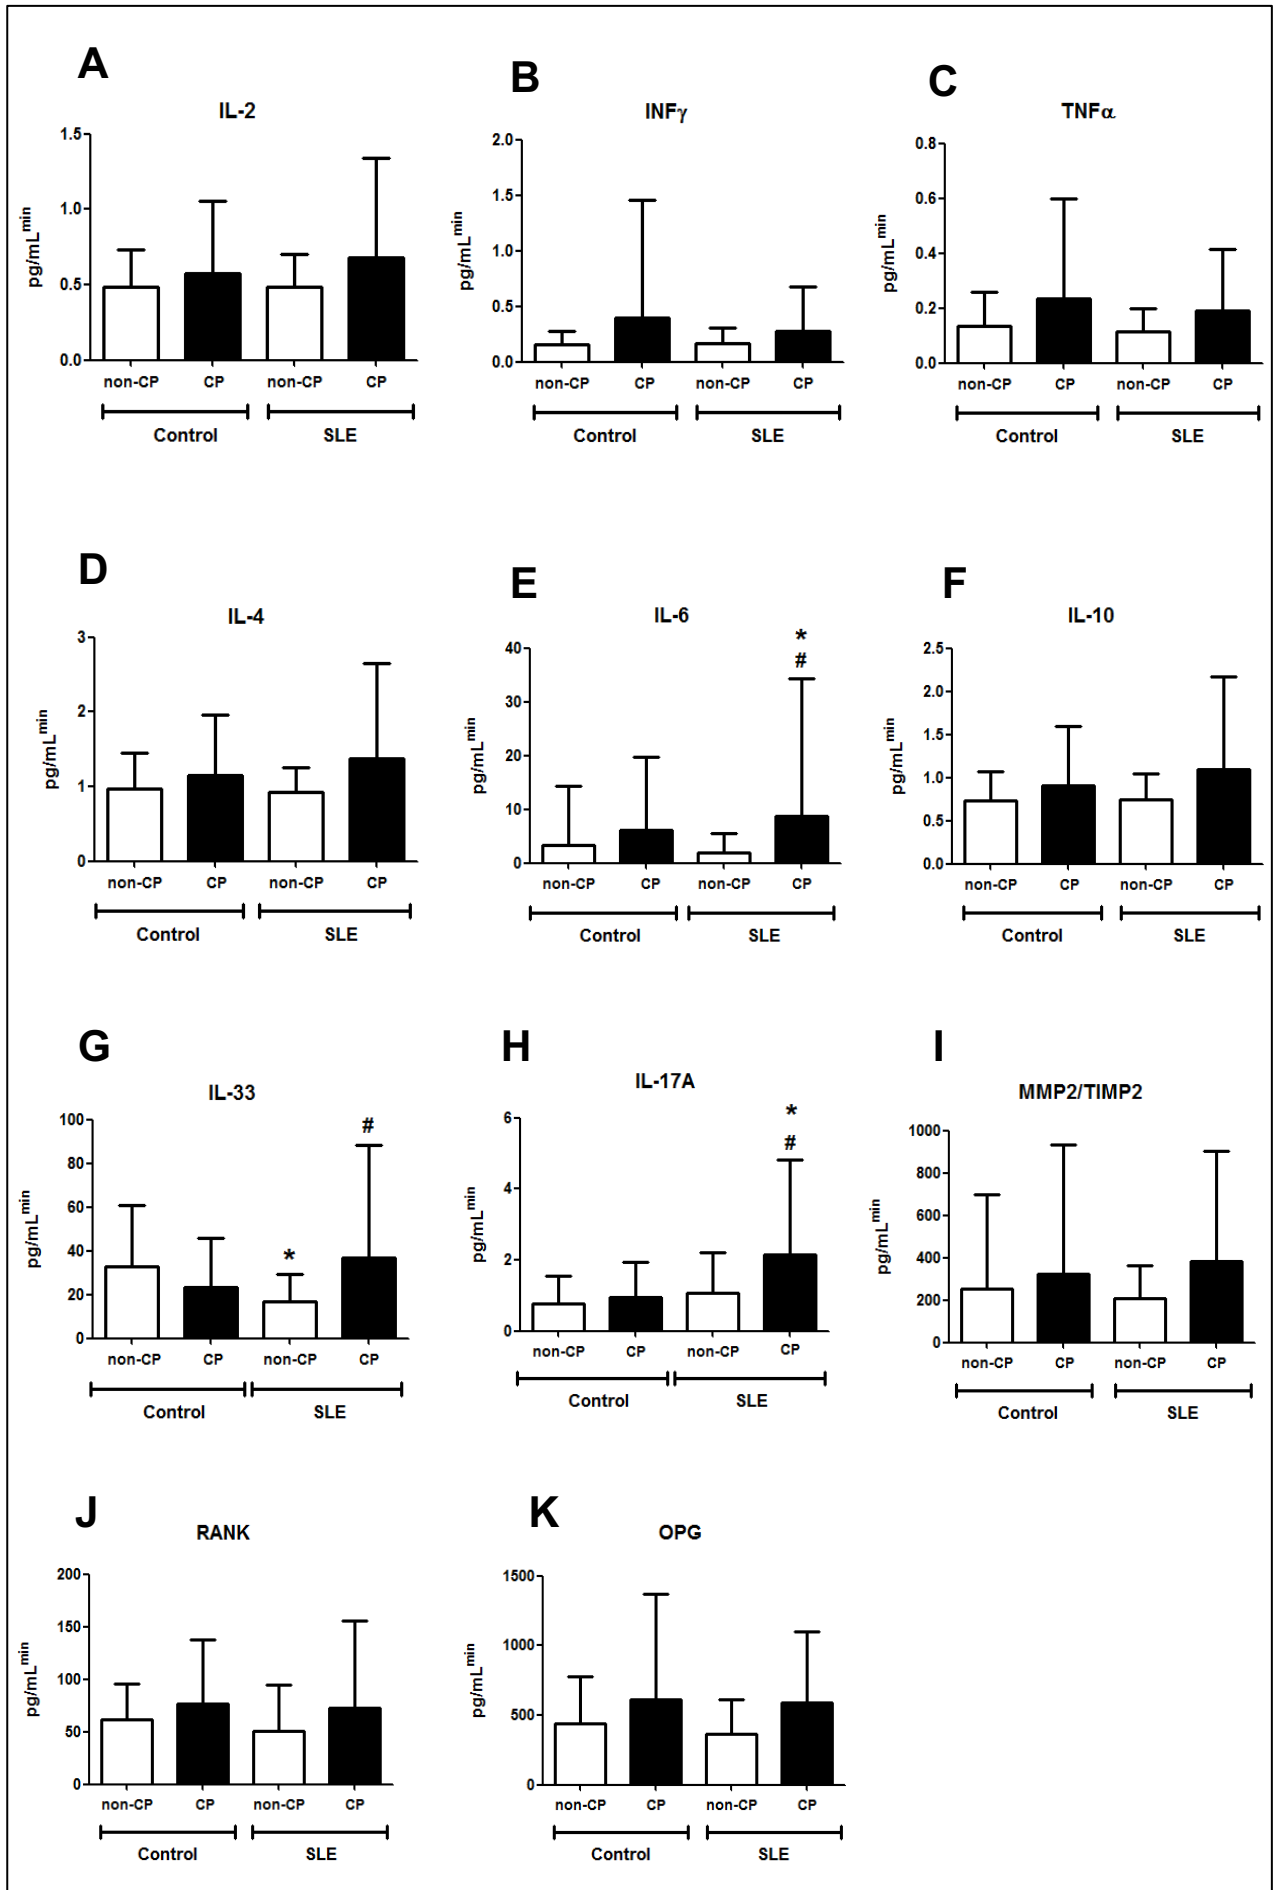 A
IL-2
1.5
1.0
0.5
0.0
pg/mL^min
non-CP CP non-CP CP
Control SLE
B
INFγ
2.0
1.5
1.0
0.5
0.0
pg/mL^min
non-CP CP non-CP CP
Control SLE
C
TNFα
0.8
0.6
0.4
0.2
0.0
pg/mL^min
non-CP CP non-CP CP
Control SLE
D
IL-4
3
2
1
0
pg/mL^min
non-CP CP non-CP CP
Control SLE
E
IL-6
*
#
40
30
20
10
0
pg/mL^min
non-CP CP non-CP CP
Control SLE
F
IL-10
2.5
2.0
1.5
1.0
0.5
0.0
pg/mL^min
non-CP CP non-CP CP
Control SLE
G
IL-33
#
*
100
80
60
40
20
0
pg/mL^min
non-CP CP non-CP CP
Control SLE
H
IL-17A
*
#
6
4
2
0
pg/mL^min
non-CP CP non-CP CP
Control SLE
I
MMP2/TIMP2
1000
800
600
400
200
0
pg/mL^min
non-CP CP non-CP CP
Control SLE
J
RANK
200
150
100
50
0
pg/mL^min
non-CP CP non-CP CP
Control SLE
K
OPG
1500
1000
500
0
pg/mL^min
non-CP CP non-CP CP
Control SLE